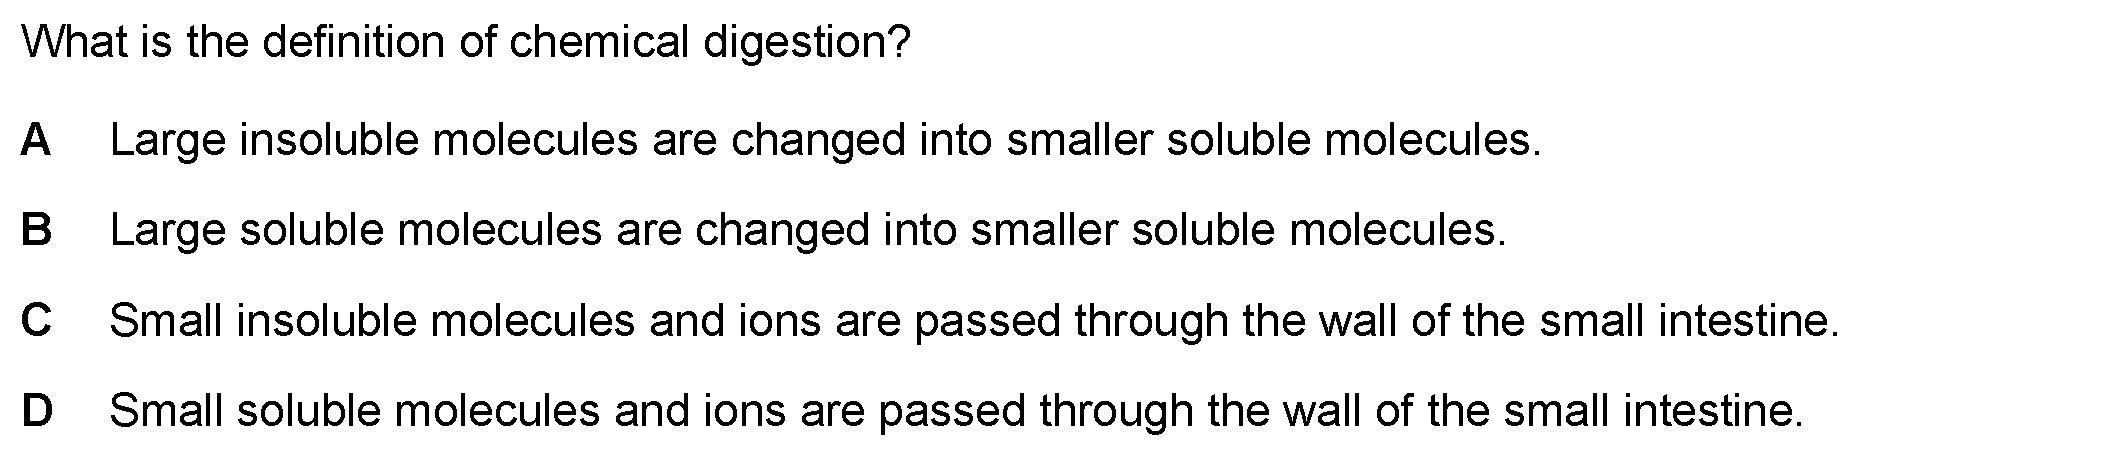 What is the definition of chemical digestion?
A Large insoluble molecules are changed into smaller soluble molecules.
B Large soluble molecules are changed into smaller soluble molecules.
C Small insoluble molecules and ions are passed through the wall of the small intestine.
D Small soluble molecules and ions are passed through the wall of the small intestine.